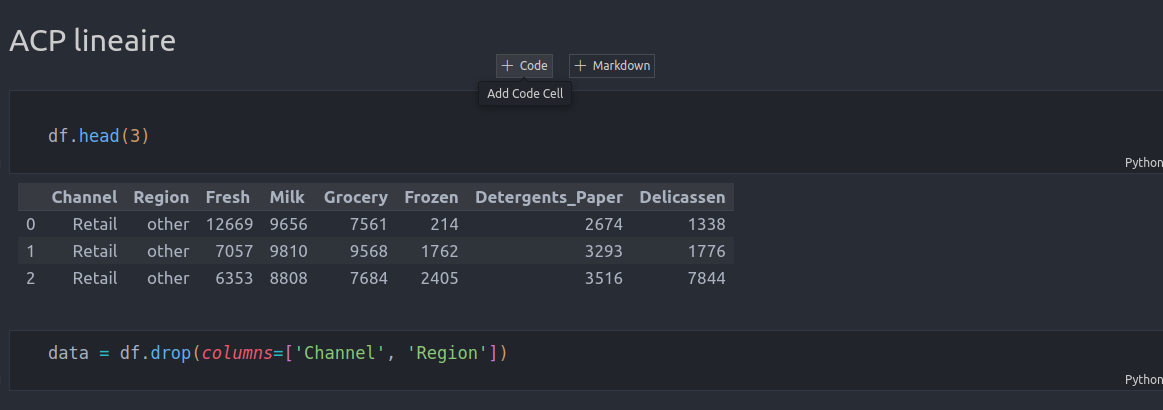 ACP lineaire
+ Code + Markdown
Add Code Cell
df.head(3)
Python
Channel Region Fresh Milk Grocery Frozen Detergents_Paper Delicassen
0 Retail other 12669 9656 7561 214 2674 1338
1 Retail other 7057 9810 9568 1762 3293 1776
2 Retail other 6353 8808 7684 2405 3516 7844
data = df.drop(columns=['Channel', 'Region'])
Python